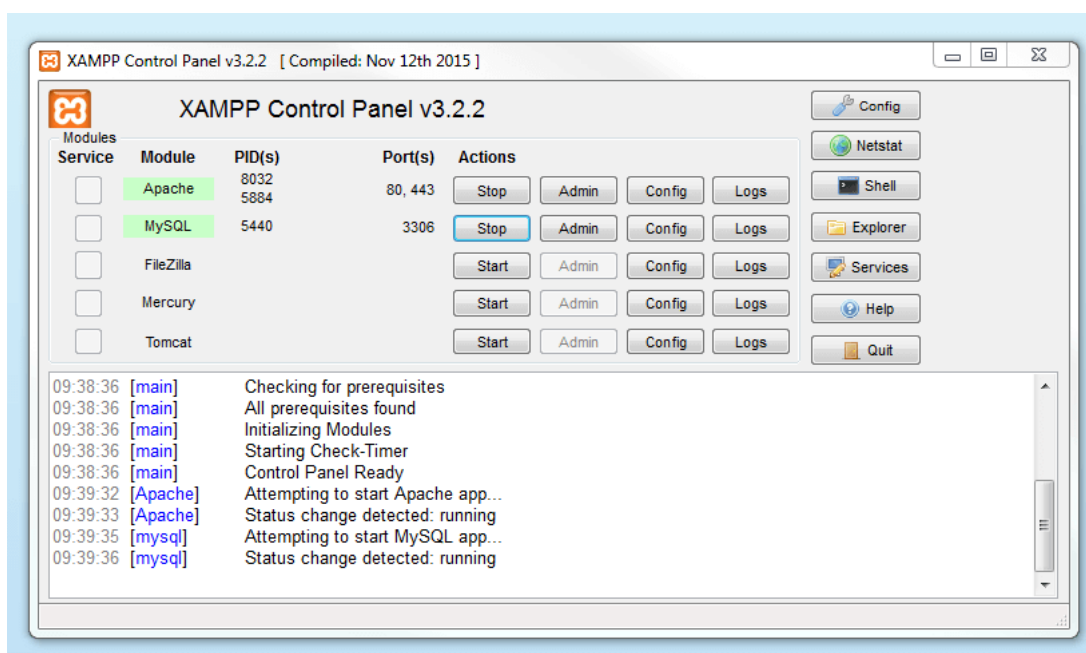 XAMPP Control Panel v3.2.2 [ Compiled: Nov 12th 2015 ]
XAMPP Control Panel v3.2.2
Config
Modules
Service Module PID(s) Port(s) Actions
Netstat
Apache 8032 5884 80, 443 Stop Admin Config Logs
Shell
MySQL 5440 3306 Stop Admin Config Logs
Explorer
FileZilla Start Admin Config Logs
Services
Mercury Start Admin Config Logs
Help
Tomcat Start Admin Config Logs
Quit
09:38:36 [main] Checking for prerequisites
09:38:36 [main] All prerequisites found
09:38:36 [main] Initializing Modules
09:38:36 [main] Starting Check-Timer
09:38:36 [main] Control Panel Ready
09:39:32 [Apache] Attempting to start Apache app...
09:39:33 [Apache] Status change detected: running
09:39:35 [mysql] Attempting to start MySQL app...
09:39:36 [mysql] Status change detected: running